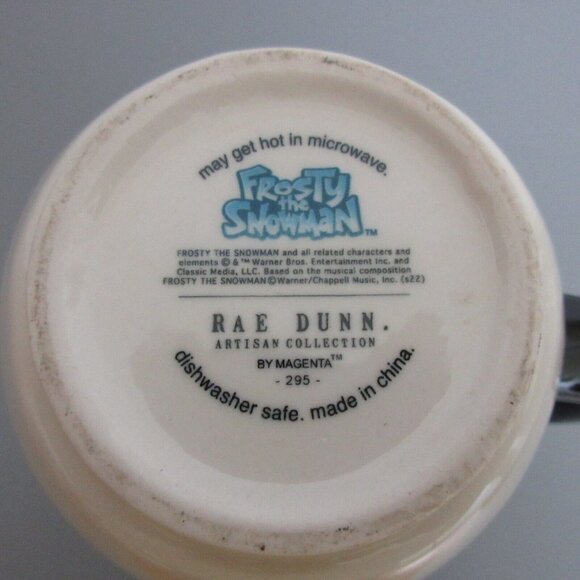 may get hot in microwave.
FROSTY
the
SNOWMAN™
FROSTY THE SNOWMAN and all related characters and
elements © & ™ Warner Bros. Entertainment Inc. and
Classic Media, LLC. Based on the musical composition
FROSTY THE SNOWMAN©Warner/Chappell Music, Inc. (s22)
RAE DUNN.
ARTISAN COLLECTION
BY MAGENTA™
- 295 -
dishwasher safe. made in china.